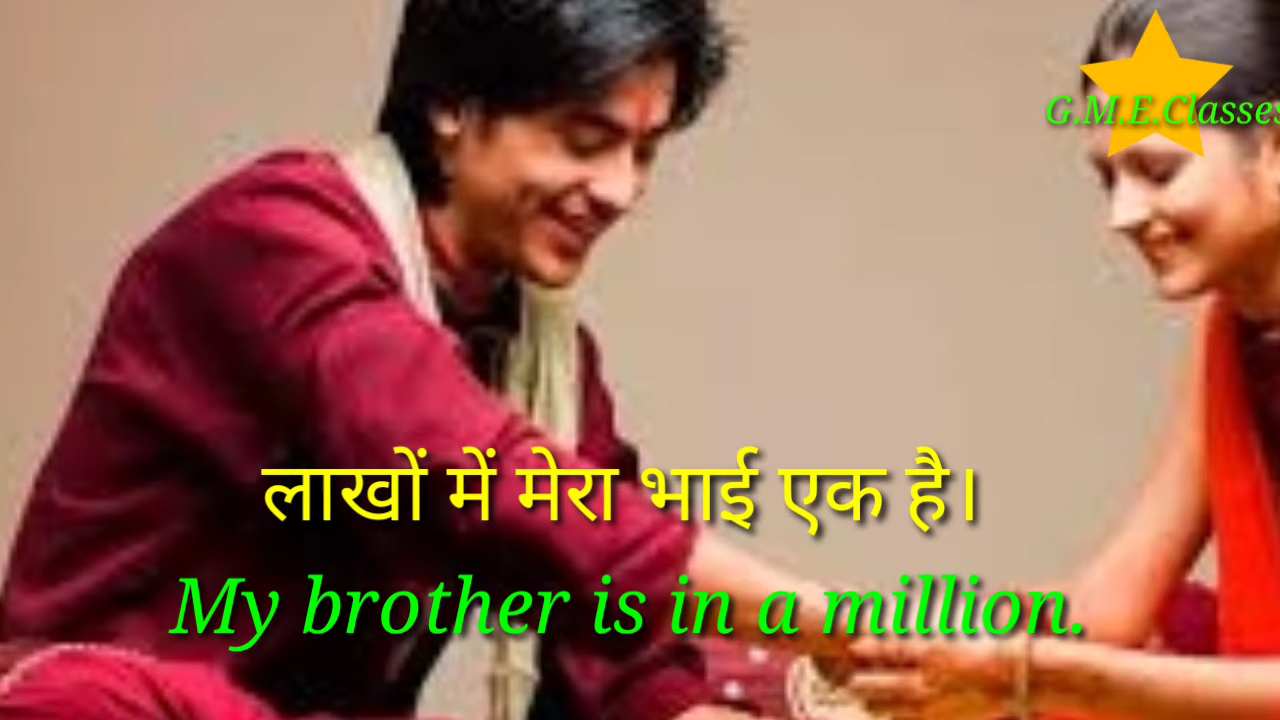 G.M.E.Classes
लाखों में मेरा भाई एक है।
My brother is in a million.